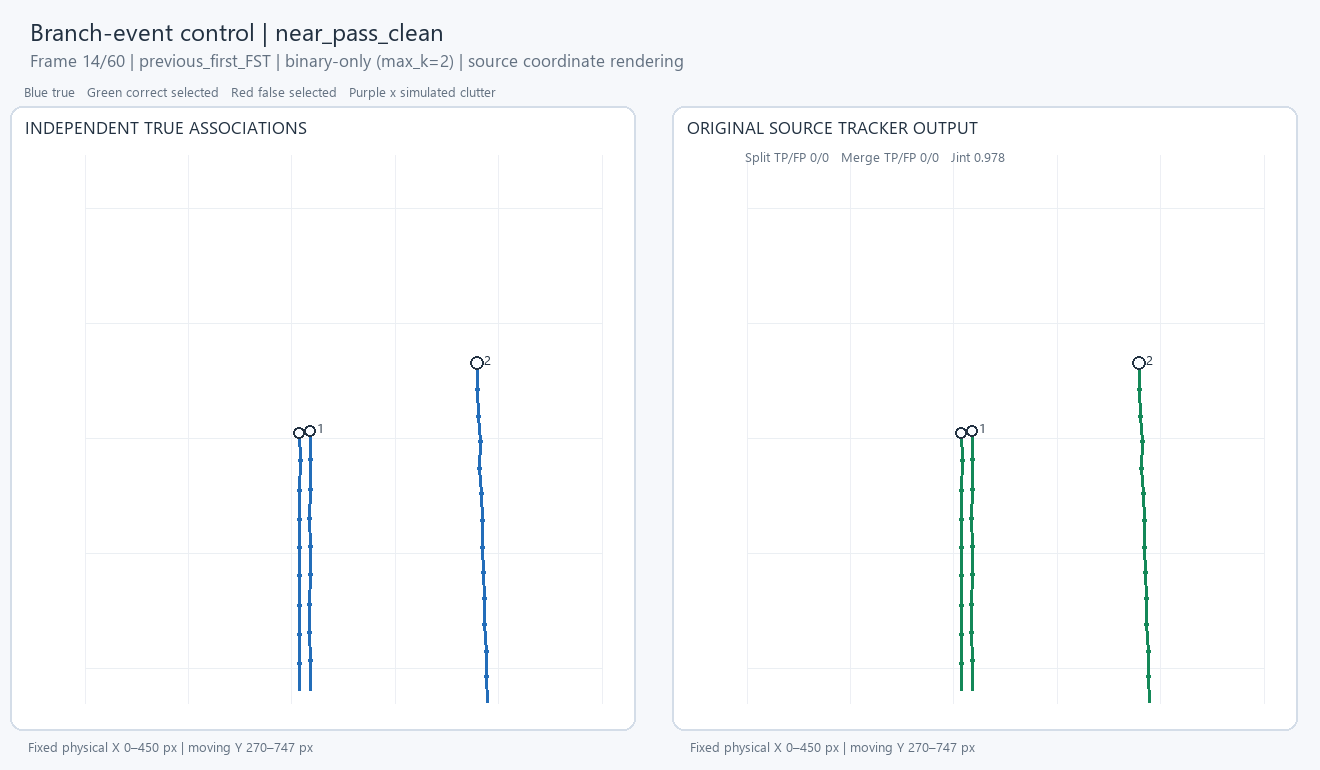 Branch-event control | near_pass_clean
Frame 14/60 | previous_first_FST | binary-only (max_k=2) | source coordinate rendering
Blue true   Green correct selected   Red false selected   Purple x simulated clutter
INDEPENDENT TRUE ASSOCIATIONS
2
1
Fixed physical X 0–450 px | moving Y 270–747 px
ORIGINAL SOURCE TRACKER OUTPUT
Split TP/FP 0/0   Merge TP/FP 0/0   Jint 0.978
2
1
Fixed physical X 0–450 px | moving Y 270–747 px